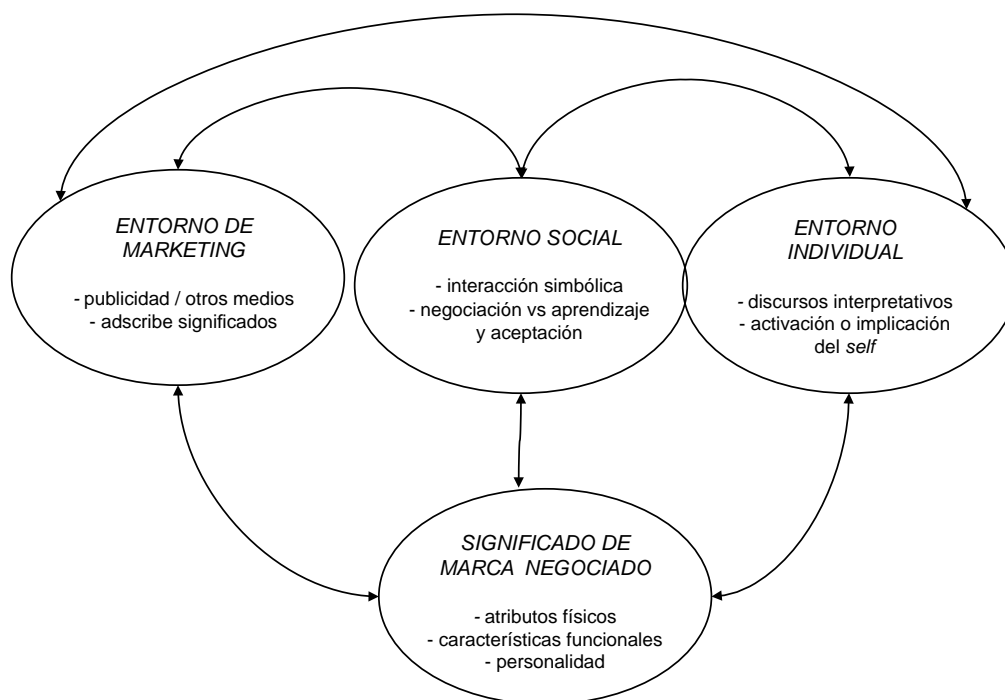 ENTORNO DE
MARKETING
- publicidad / otros medios
- adscribe significados
ENTORNO SOCIAL
- interacción simbólica
- negociación vs aprendizaje
y aceptación
ENTORNO
INDIVIDUAL
- discursos interpretativos
- activación o implicación
del self
SIGNIFICADO DE
MARCA NEGOCIADO
- atributos físicos
- características funcionales
- personalidad